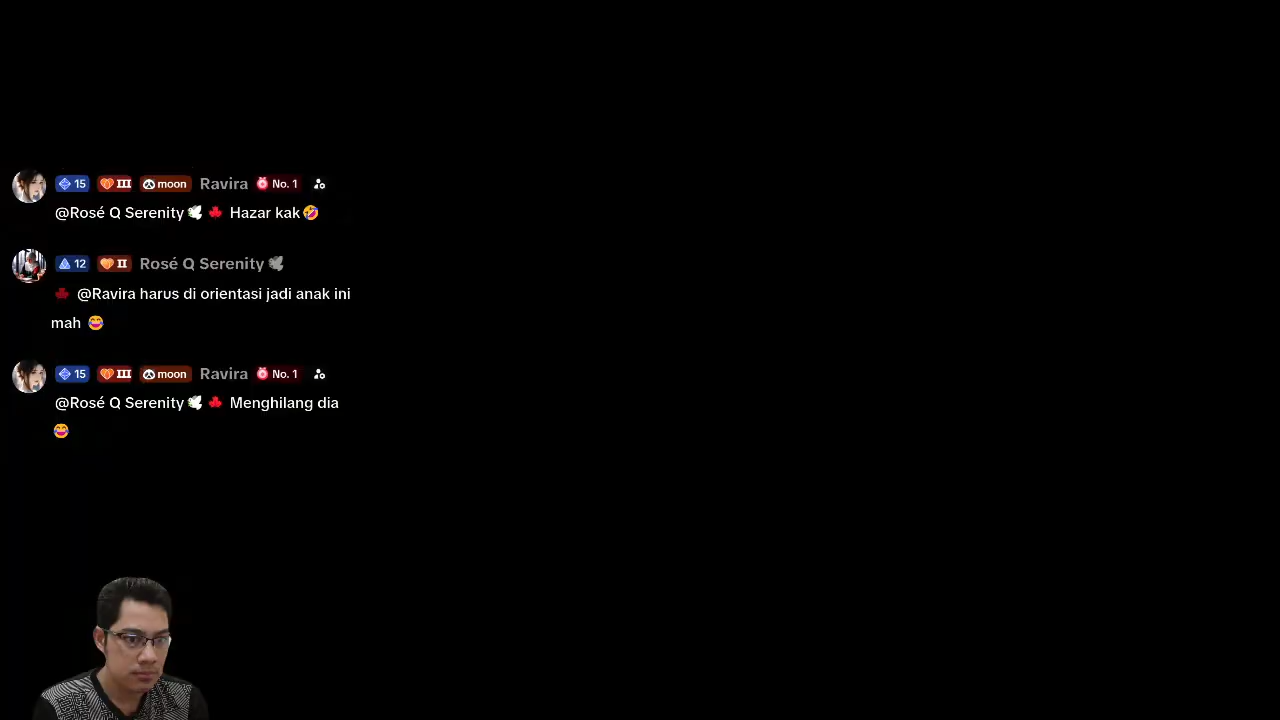 15 III moon Ravira No. 1
@Rosé Q Serenity🕊️ ♣️ Hazar kak🤣
12 II Rosé Q Serenity 🕊️
♣️ @Ravira harus di orientasi jadi anak ini
mah 😂
15 III moon Ravira No. 1
@Rosé Q Serenity🕊️ ♣️ Menghilang dia
😂